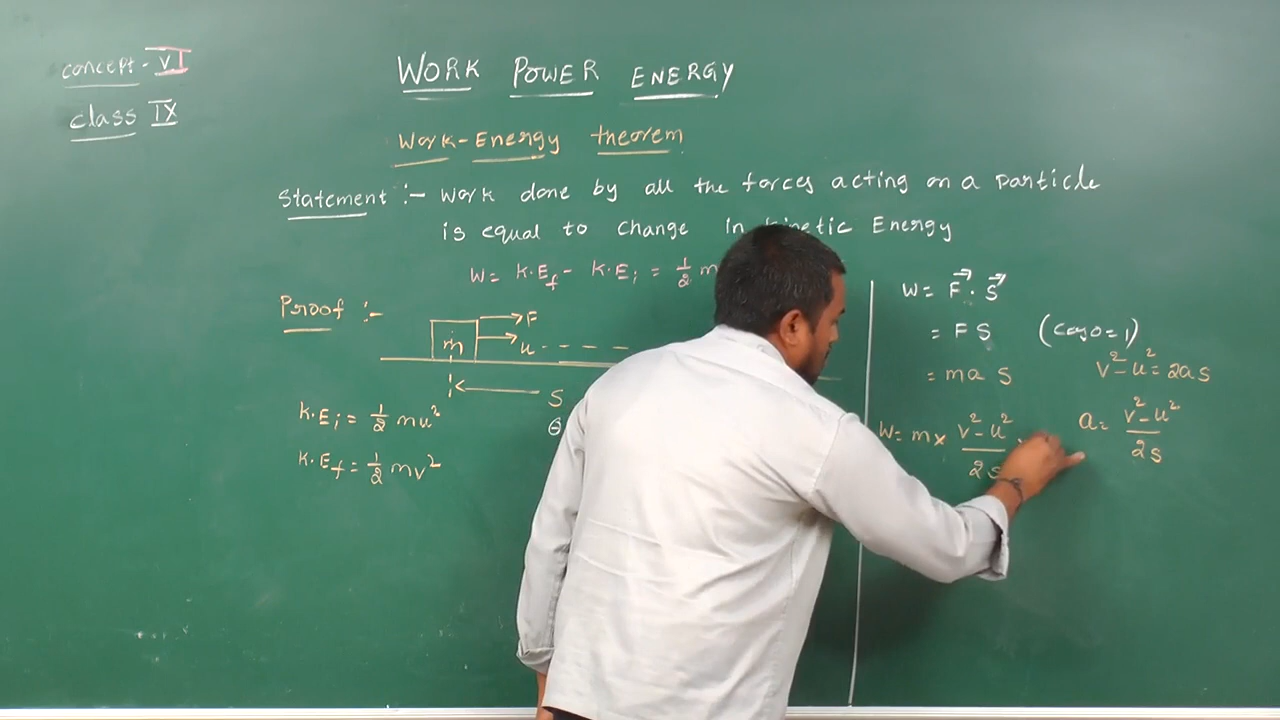 concept - VI
class IX
WORK POWER ENERGY
Work-Energy theorem
Statement :- Work done by all the forces acting on a particle
is equal to change in Kinetic Energy
W= K.E_f - K.E_i = 1/2 m
Proof :-
F
m
u - - - -
S
θ
K.E_i = 1/2 mu²
K.E_f = 1/2 mv²
W= F⃗ · S⃗
= F S (Cos0=1)
= ma S
v²-u² = 2as
W= m× v²-u² / 2s
a= v²-u² / 2s